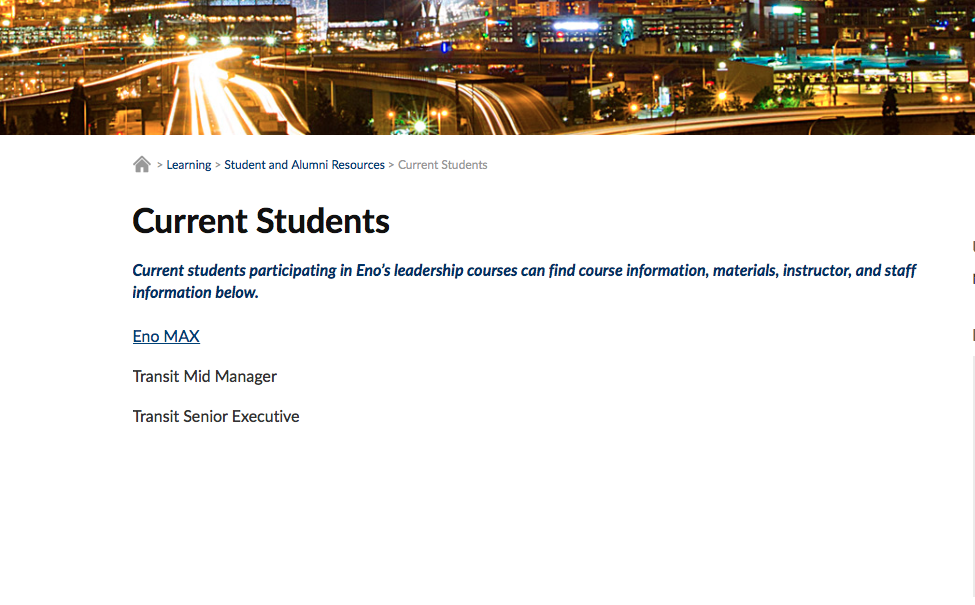 > Learning > Student and Alumni Resources > Current Students
Current Students
Current students participating in Eno’s leadership courses can find course information, materials, instructor, and staff
information below.
Eno MAX
Transit Mid Manager
Transit Senior Executive